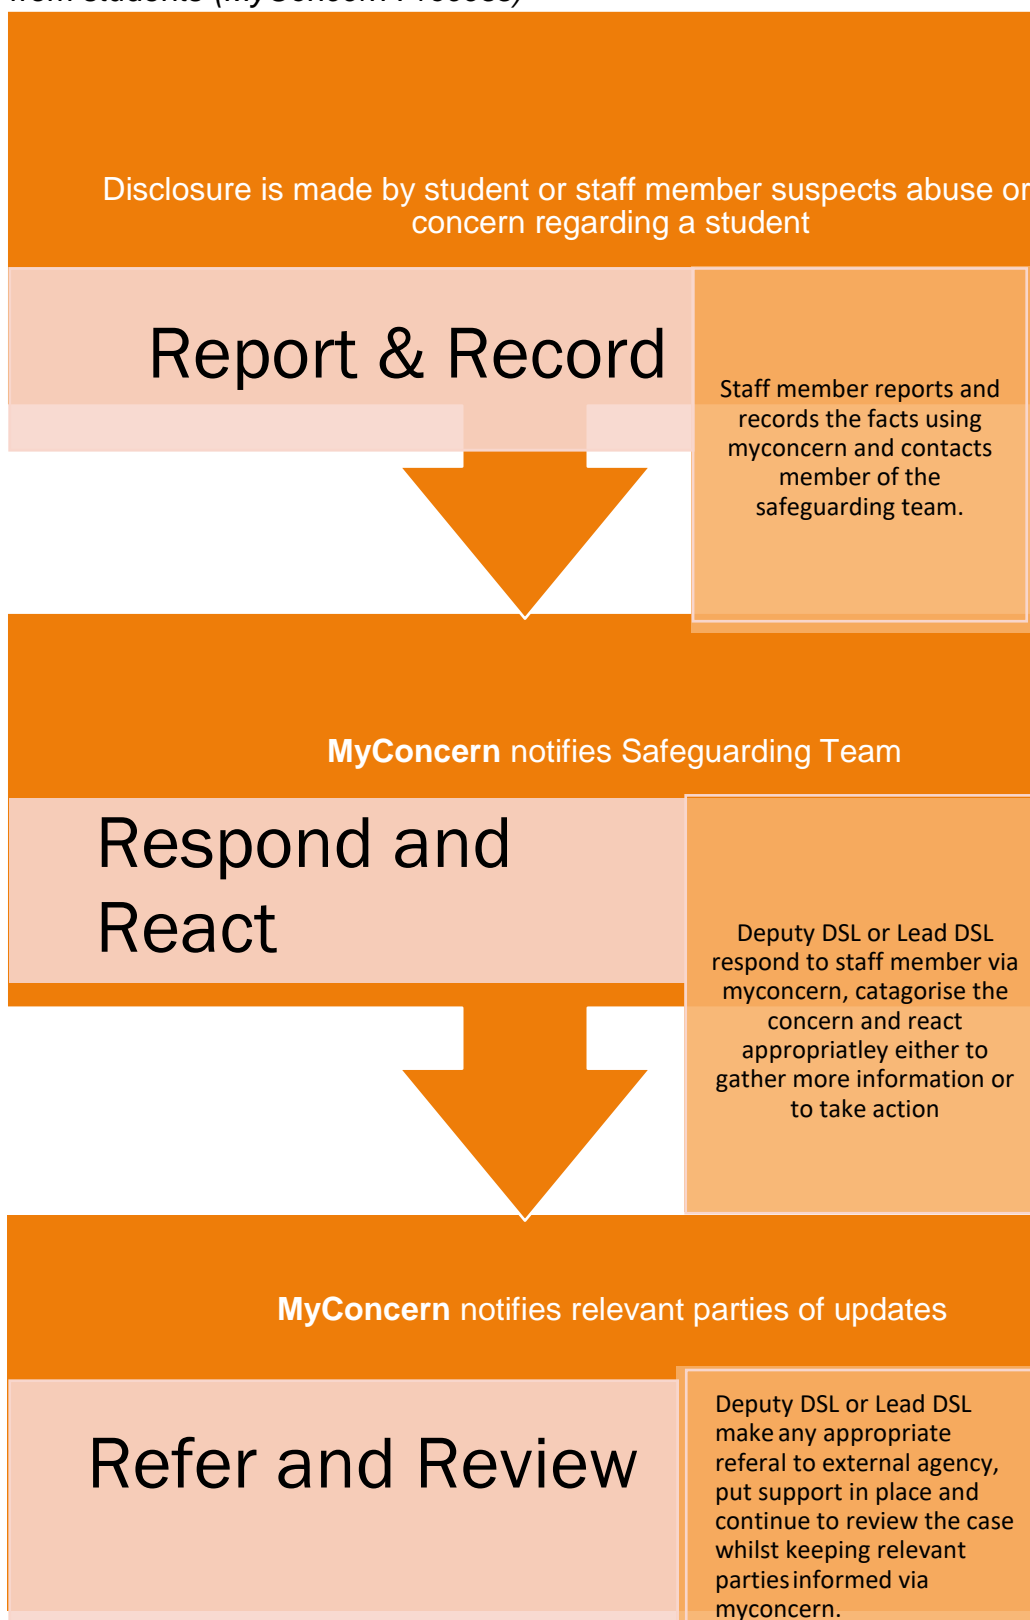 from students (MyConcern Process)
Disclosure is made by student or staff member suspects abuse or
concern regarding a student
Report & Record
Staff member reports and
records the facts using
myconcern and contacts
member of the
safeguarding team.
MyConcern notifies Safeguarding Team
Respond and
React
Deputy DSL or Lead DSL
respond to staff member via
myconcern, catagorise the
concern and react
appropriatley either to
gather more information or
to take action
MyConcern notifies relevant parties of updates
Refer and Review
Deputy DSL or Lead DSL
make any appropriate
referal to external agency,
put support in place and
continue to review the case
whilst keeping relevant
parties informed via
myconcern.